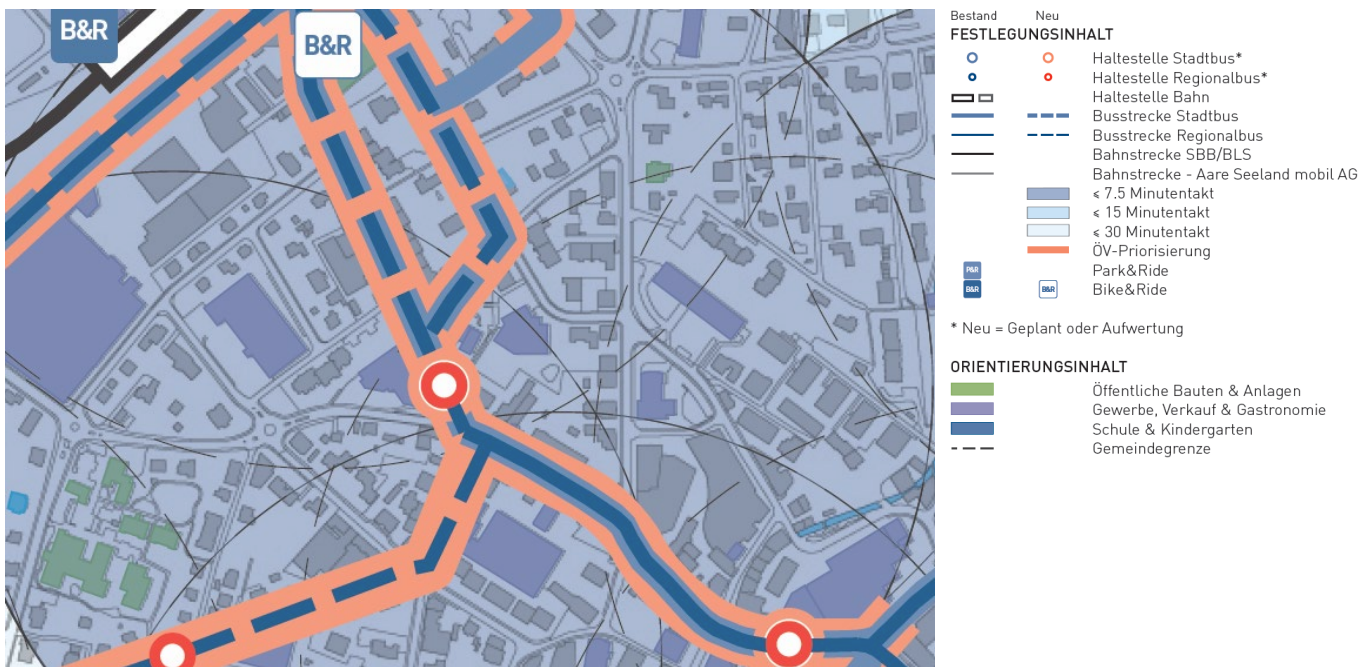 B&R
B&R
Bestand Neu
FESTLEGUNGSINHALT
Haltestelle Stadtbus*
Haltestelle Regionalbus*
Haltestelle Bahn
Busstrecke Stadtbus
Busstrecke Regionalbus
Bahnstrecke SBB/BLS
Bahnstrecke - Aare Seeland mobil AG
≤ 7.5 Minutentakt
≤ 15 Minutentakt
≤ 30 Minutentakt
ÖV-Priorisierung
P&R Park&Ride
B&R B&R Bike&Ride
* Neu = Geplant oder Aufwertung
ORIENTIERUNGSINHALT
Öffentliche Bauten & Anlagen
Gewerbe, Verkauf & Gastronomie
Schule & Kindergarten
Gemeindegrenze